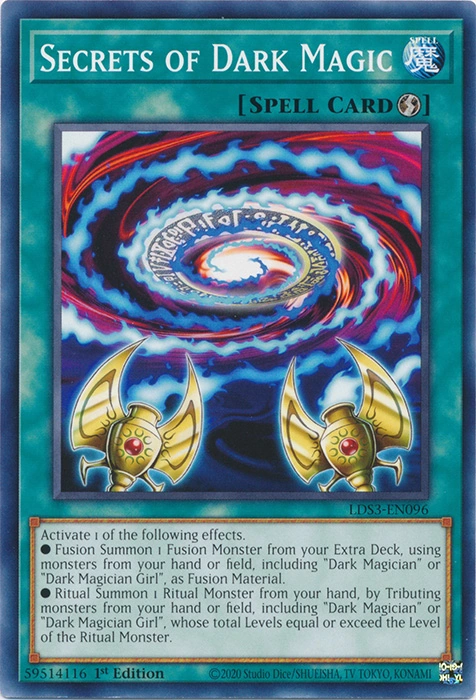 SECRETS OF DARK MAGIC
SPELL
魔
[SPELL CARD]
LDS3-EN096
Activate 1 of the following effects.
● Fusion Summon 1 Fusion Monster from your Extra Deck, using
monsters from your hand or field, including "Dark Magician" or
"Dark Magician Girl", as Fusion Material.
● Ritual Summon 1 Ritual Monster from your hand, by Tributing
monsters from your hand or field, including "Dark Magician" or
"Dark Magician Girl", whose total Levels equal or exceed the Level
of the Ritual Monster.
59514116 1st Edition ©2020 Studio Dice/SHUEISHA, TV TOKYO, KONAMI